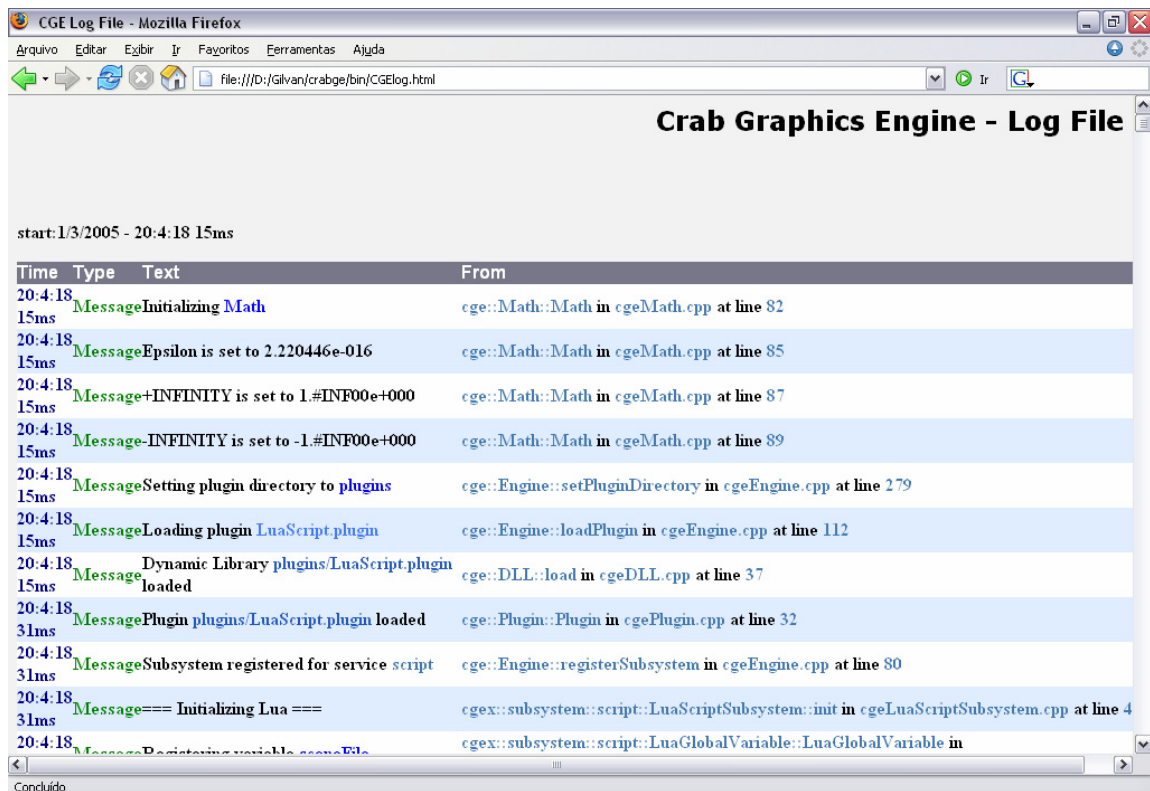 CGE Log File - Mozilla Firefox
Arquivo Editar Exibir Ir Favoritos Ferramentas Ajuda
file:///D:/Gilvan/crabge/bin/CGElog.html Ir
Crab Graphics Engine - Log File
start:1/3/2005 - 20:4:18 15ms
Time Type Text From
20:4:18 15ms Message Initializing Math cge::Math::Math in cgeMath.cpp at line 82
20:4:18 15ms Message Epsilon is set to 2.220446e-016 cge::Math::Math in cgeMath.cpp at line 85
20:4:18 15ms Message +INFINITY is set to 1.#INF00e+000 cge::Math::Math in cgeMath.cpp at line 87
20:4:18 15ms Message -INFINITY is set to -1.#INF00e+000 cge::Math::Math in cgeMath.cpp at line 89
20:4:18 15ms Message Setting plugin directory to plugins cge::Engine::setPluginDirectory in cgeEngine.cpp at line 279
20:4:18 15ms Message Loading plugin LuaScript.plugin cge::Engine::loadPlugin in cgeEngine.cpp at line 112
20:4:18 15ms Message Dynamic Library plugins/LuaScript.plugin loaded cge::DLL::load in cgeDLL.cpp at line 37
20:4:18 31ms Message Plugin plugins/LuaScript.plugin loaded cge::Plugin::Plugin in cgePlugin.cpp at line 32
20:4:18 31ms Message Subsystem registered for service script cge::Engine::registerSubsystem in cgeEngine.cpp at line 80
20:4:18 31ms Message === Initializing Lua === cgex::subsystem::script::LuaScriptSubsystem::init in cgeLuaScriptSubsystem.cpp at line 4
20:4:18 Message Registering variable sceneFile cgex::subsystem::script::LuaGlobalVariable::LuaGlobalVariable in
Concluído